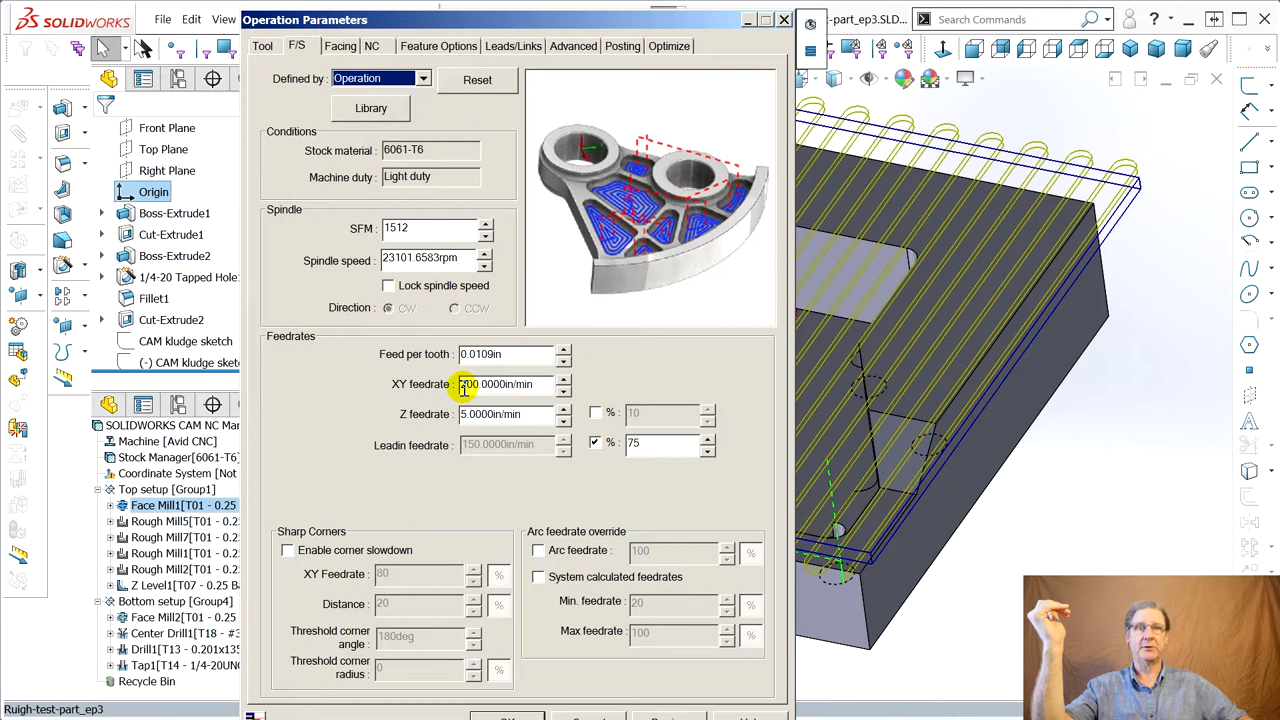 SOLIDWORKS
File
Edit
V
Operation Parameters
t-part_ep3.SLD...
Search Commands
Tool
F/S
Facing
NC
Feature Options
Leads/Links
Advanced
Posting
Optimize
Defined by :
Operation
Reset
Library
Conditions
Stock material :
6061-T6
Machine duty :
Light duty
Spindle
SFM :
1512
Spindle speed :
23101.6583rpm
Lock spindle speed
Direction :
CW
CCW
Feedrates
Feed per tooth :
0.0109in
XY feedrate :
00.0000in/min
Z feedrate :
5.0000in/min
% :
10
Leadin feedrate :
150.0000in/min
% :
75
Sharp Corners
Enable corner slowdown
XY Feedrate :
80
%
Distance :
20
%
Threshold corner
angle :
180deg
Threshold corner
radius :
0
%
Arc feedrate override
Arc feedrate :
100
%
System calculated feedrates
Min. feedrate :
20
%
Max feedrate :
100
%
Front Plane
Top Plane
Right Plane
Origin
Boss-Extrude1
Cut-Extrude1
Boss-Extrude2
1/4-20 Tapped Hole1
Fillet1
Cut-Extrude2
CAM kludge sketch
(-) CAM kludge sketch
SOLIDWORKS CAM NC Man
Machine [Avid CNC]
Stock Manager[6061-T6]
Coordinate System [Not
Top setup [Group1]
Face Mill1[T01 - 0.25
Rough Mill5[T01 - 0.2
Rough Mill7[T01 - 0.2
Rough Mill1[T01 - 0.2
Rough Mill3[T01 - 0.2
Z Level1[T07 - 0.25 B
Bottom setup [Group4]
Face Mill2[T01 - 0.25
Center Drill1[T18 - #3
Drill1[T19 - 0.201x135
Tap1[T14 - 1/4-20UNC
Recycle Bin
Ruigh-test-part_ep3